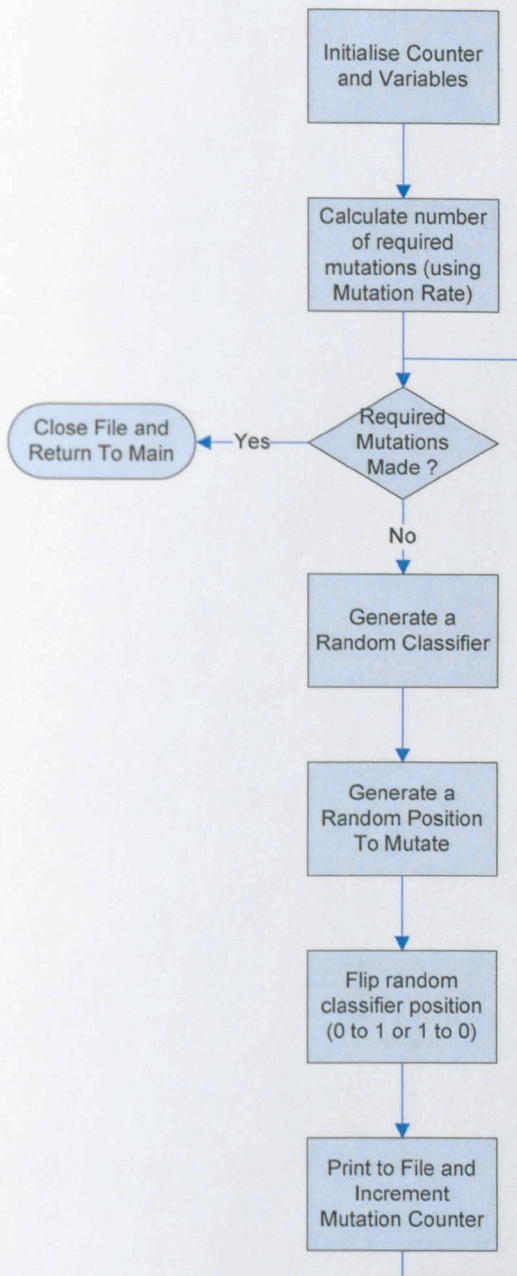 Initialise Counter
and Variables
Calculate number
of required
mutations (using
Mutation Rate)
Required
Mutations
Made ?
Yes
Close File and
Return To Main
No
Generate a
Random Classifier
Generate a
Random Position
To Mutate
Flip random
classifier position
(0 to 1 or 1 to 0)
Print to File and
Increment
Mutation Counter